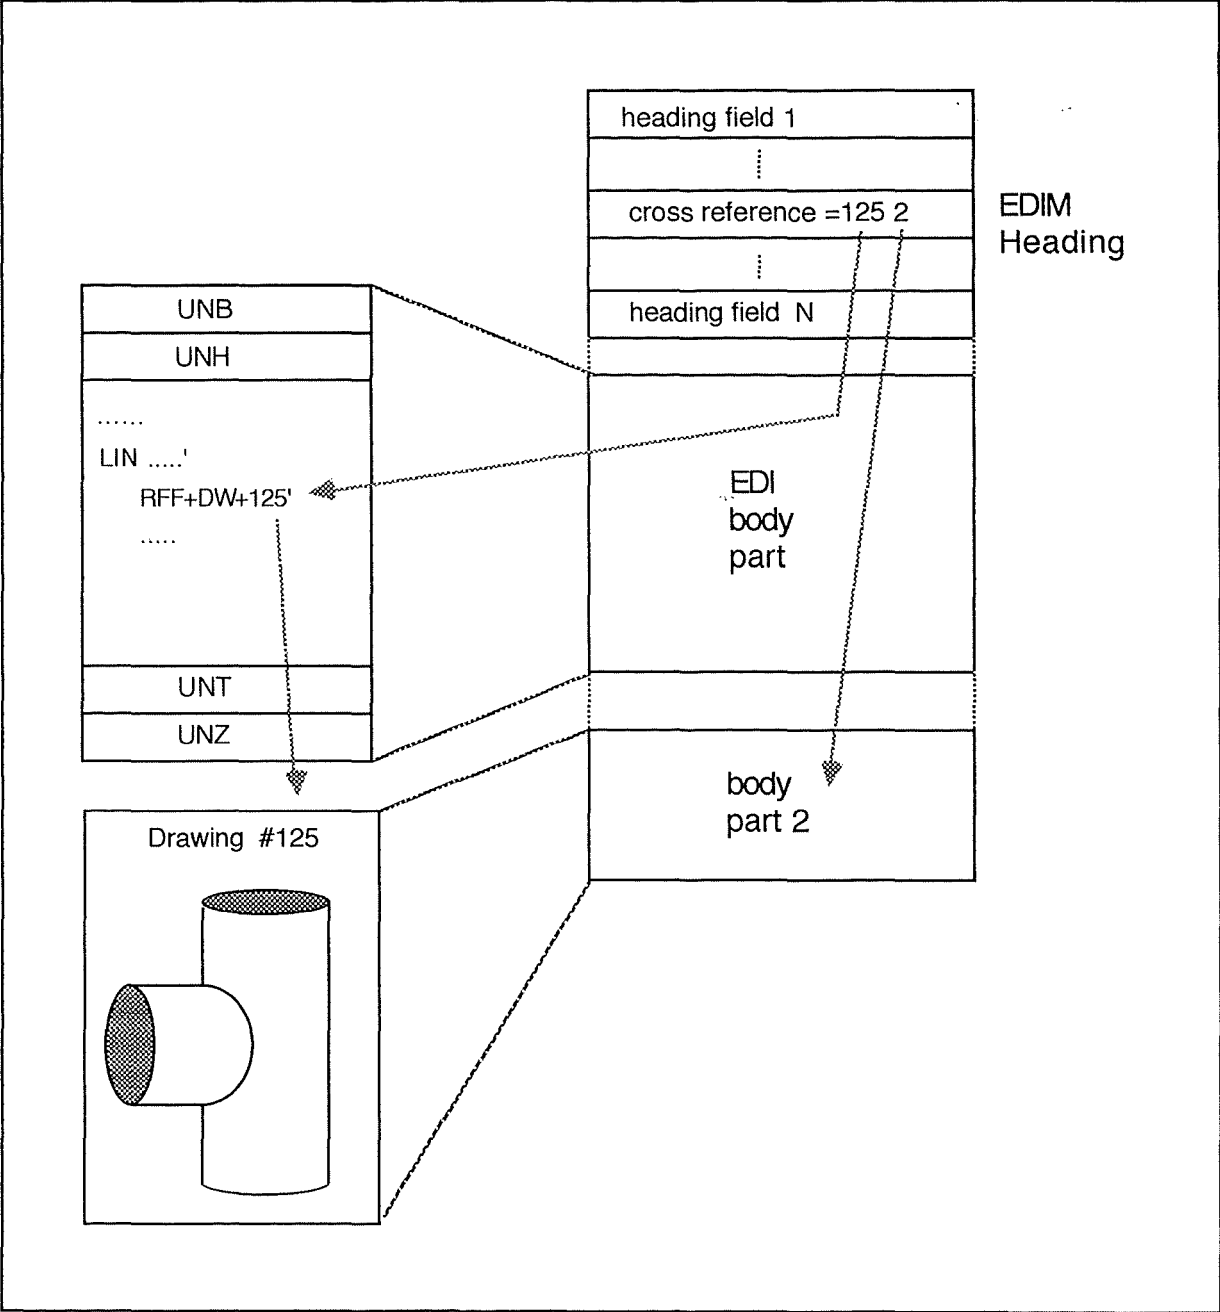 heading field 1
cross reference =125 2
heading field N
EDIM
Heading
UNB
UNH
......
LIN .....'
RFF+DW+125'
.....
UNT
UNZ
EDI
body
part
body
part 2
Drawing #125